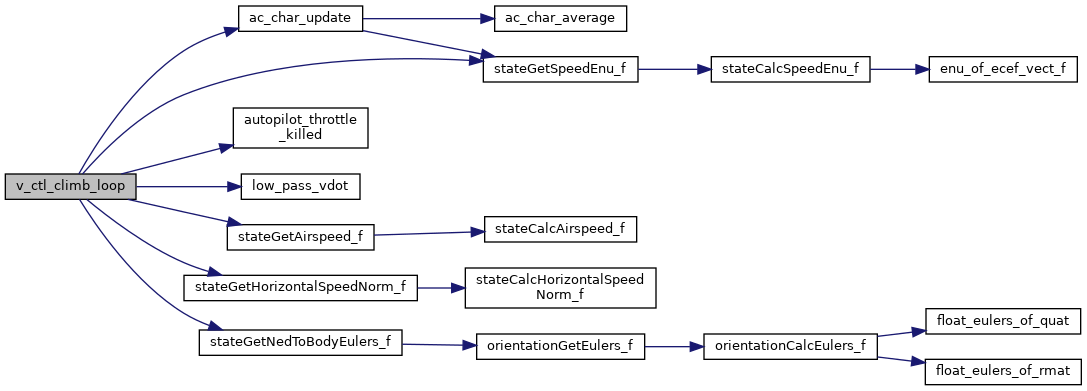 ac_char_update
ac_char_average
stateGetSpeedEnu_f
stateCalcSpeedEnu_f
enu_of_ecef_vect_f
autopilot_throttle
_killed
v_ctl_climb_loop
low_pass_vdot
stateGetAirspeed_f
stateCalcAirspeed_f
stateGetHorizontalSpeedNorm_f
stateCalcHorizontalSpeed
Norm_f
stateGetNedToBodyEulers_f
orientationGetEulers_f
orientationCalcEulers_f
float_eulers_of_quat
float_eulers_of_rmat